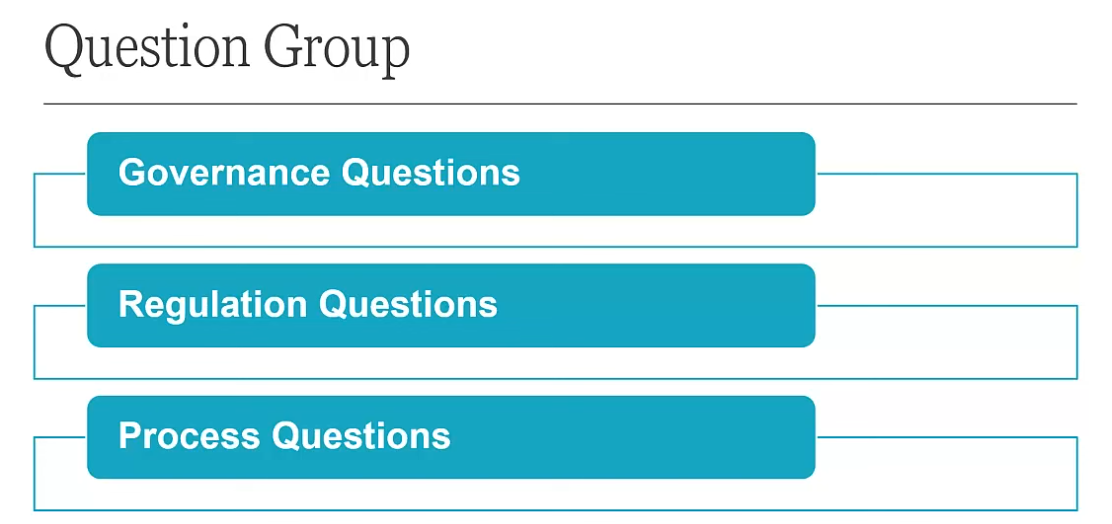 Question Group
Governance Questions
Regulation Questions
Process Questions